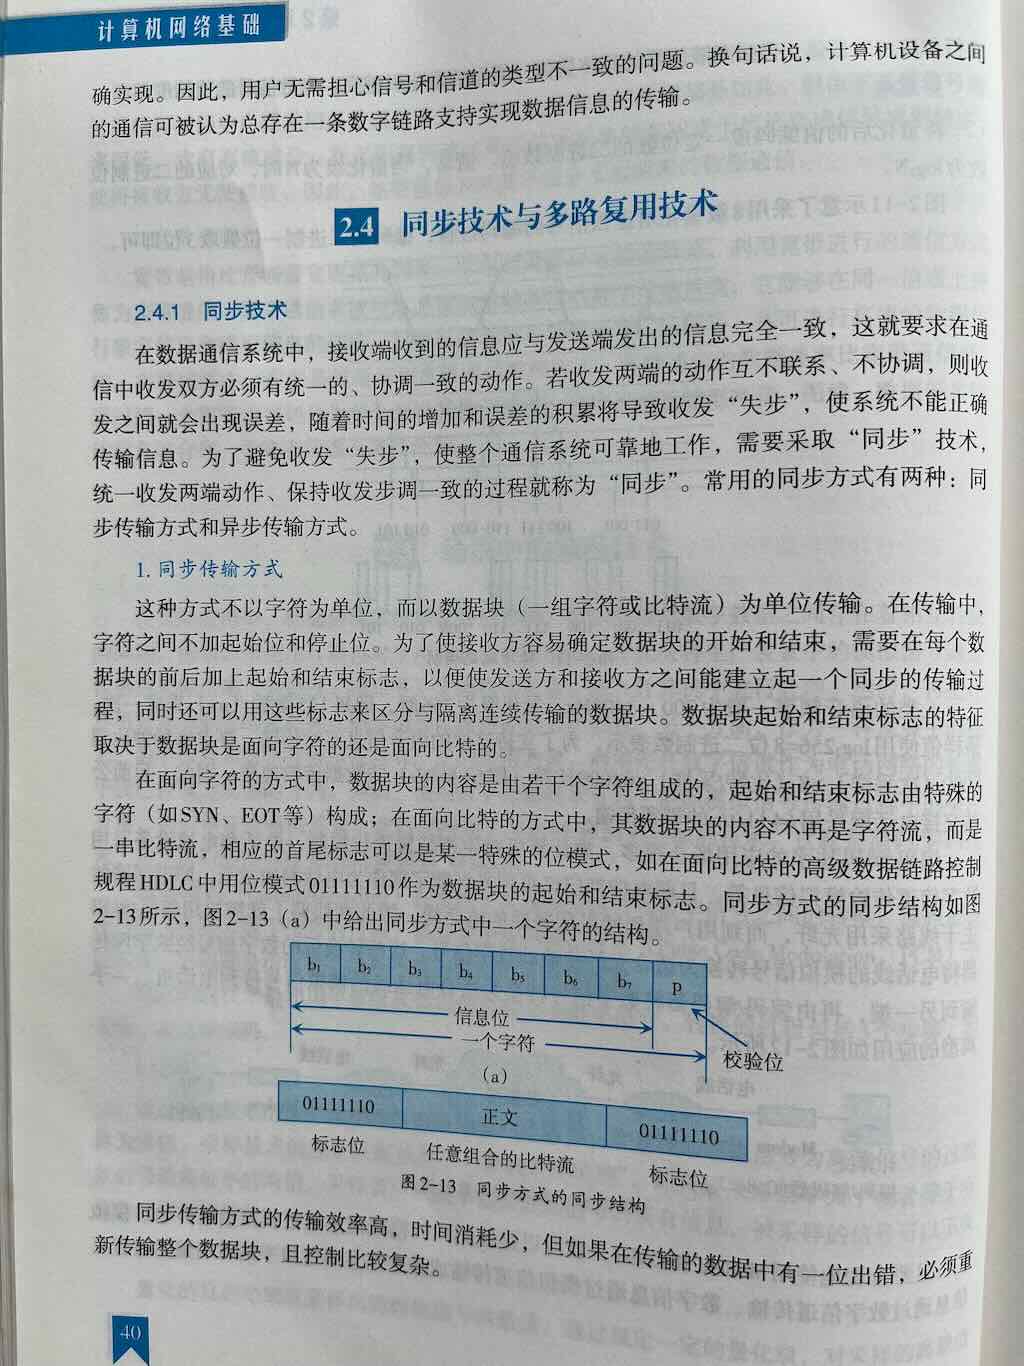 计算机网络基础
确实现。因此，用户无需担心信号和信道的类型不一致的问题。换句话说，计算机设备之间
的通信可被认为总存在一条数字链路支持实现数据信息的传输。
2.4 同步技术与多路复用技术
2.4.1 同步技术
在数据通信系统中，接收端收到的信息应与发送端发出的信息完全一致，这就要求在通
信中收发双方必须有统一的、协调一致的动作。若收发两端的动作互不联系、不协调，则收
发之间就会出现误差，随着时间的增加和误差的积累将导致收发“失步”，使系统不能正确
传输信息。为了避免收发“失步”，使整个通信系统可靠地工作，需要采取“同步”技术，
统一收发两端动作、保持收发步调一致的过程就称为“同步”。常用的同步方式有两种：同
步传输方式和异步传输方式。
1. 同步传输方式
这种方式不以字符为单位，而以数据块（一组字符或比特流）为单位传输。在传输中，
字符之间不加起始位和停止位。为了使接收方容易确定数据块的开始和结束，需要在每个数
据块的前后加上起始和结束标志，以便使发送方和接收方之间能建立起一个同步的传输过
程，同时还可以用这些标志来区分与隔离连续传输的数据块。数据块起始和结束标志的特征
取决于数据块是面向字符的还是面向比特的。
在面向字符的方式中，数据块的内容是由若干个字符组成的，起始和结束标志由特殊的
字符（如SYN、EOT等）构成；在面向比特的方式中，其数据块的内容不再是字符流，而是
一串比特流，相应的首尾标志可以是某一特殊的位模式，如在面向比特的高级数据链路控制
规程HDLC中用位模式01111110作为数据块的起始和结束标志。同步方式的同步结构如图
2-13所示，图2-13（a）中给出同步方式中一个字符的结构。
b₁ b₂ b₃ b₄ b₅ b₆ b₇ p
信息位
一个字符
校验位
（a）
01111110 正文 01111110
标志位 任意组合的比特流 标志位
图2-13 同步方式的同步结构
同步传输方式的传输效率高，时间消耗少，但如果在传输的数据中有一位出错，必须重
新传输整个数据块，且控制比较复杂。
40